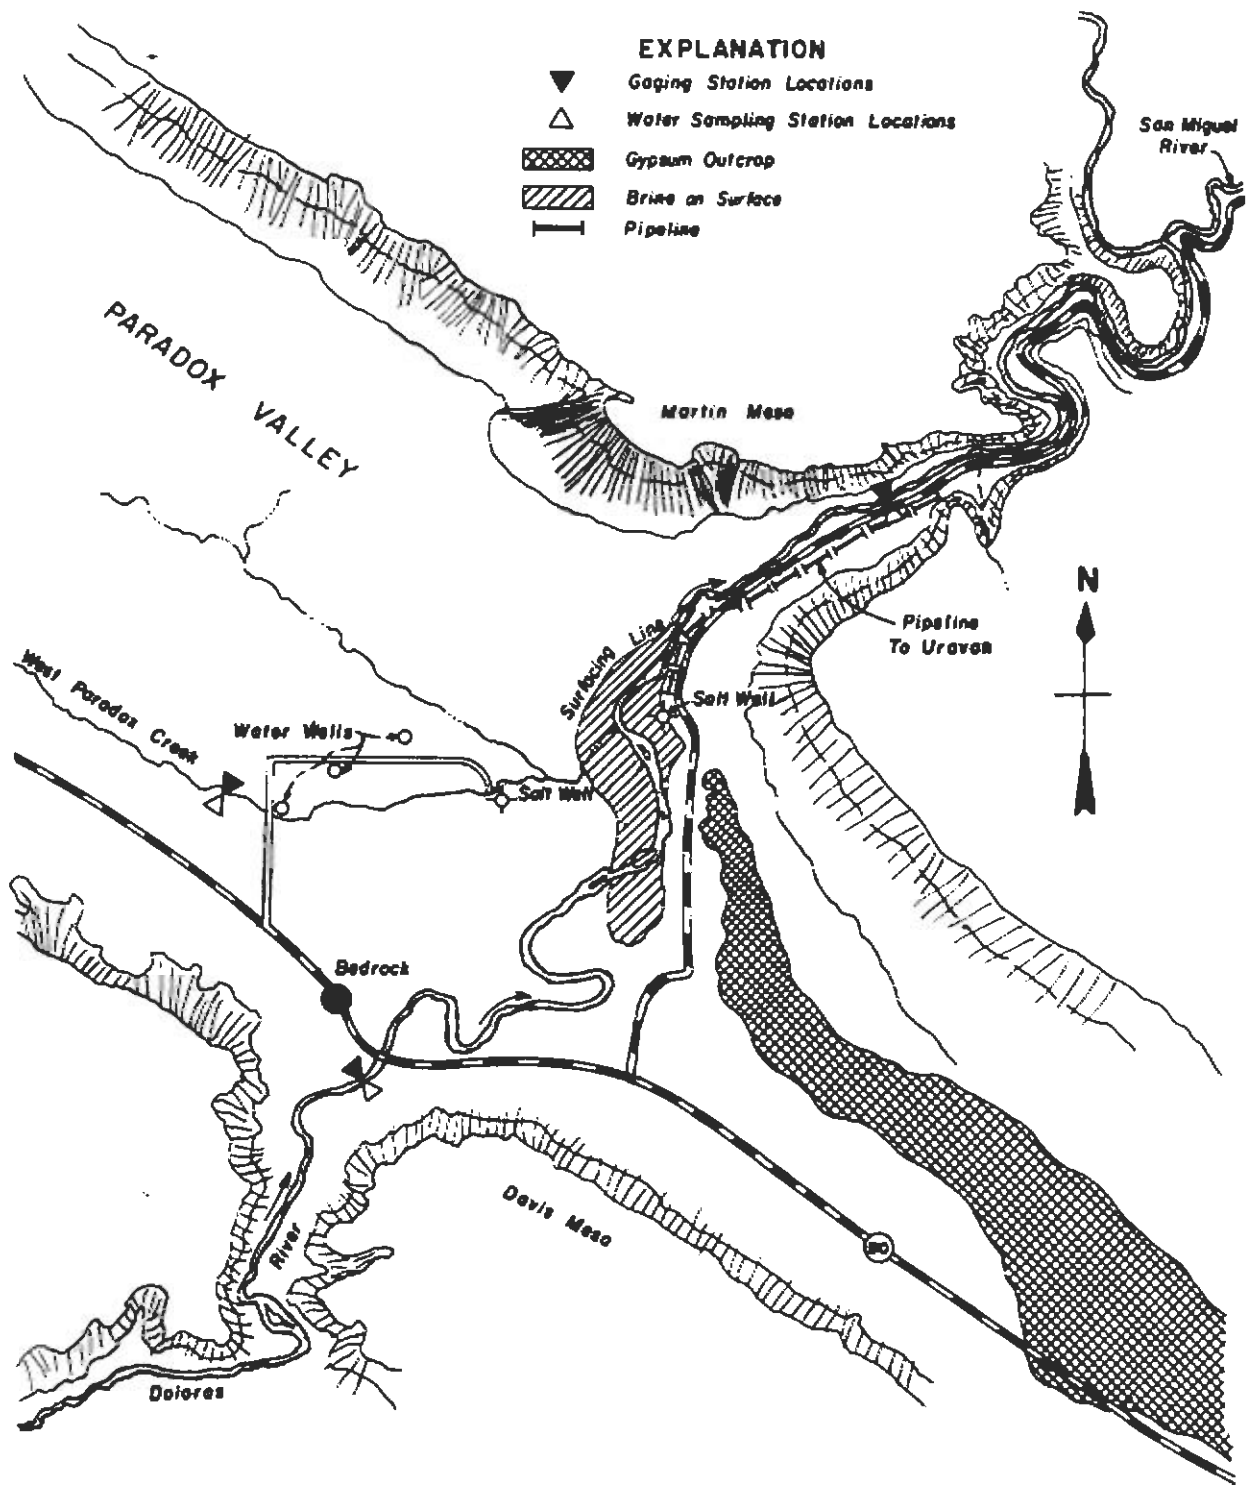 EXPLANATION
Gaging Station Locations
Water Sampling Station Locations
Gypsum Outcrop
Brine on Surface
Pipeline
San Miguel
River
PARADOX VALLEY
Martin Mesa
N
Pipeline
To Uravan
Surfacing Line
West Paradox Creek
Water Wells
Salt Well
Salt Well
Bedrock
River
Davis Mesa
Dolores